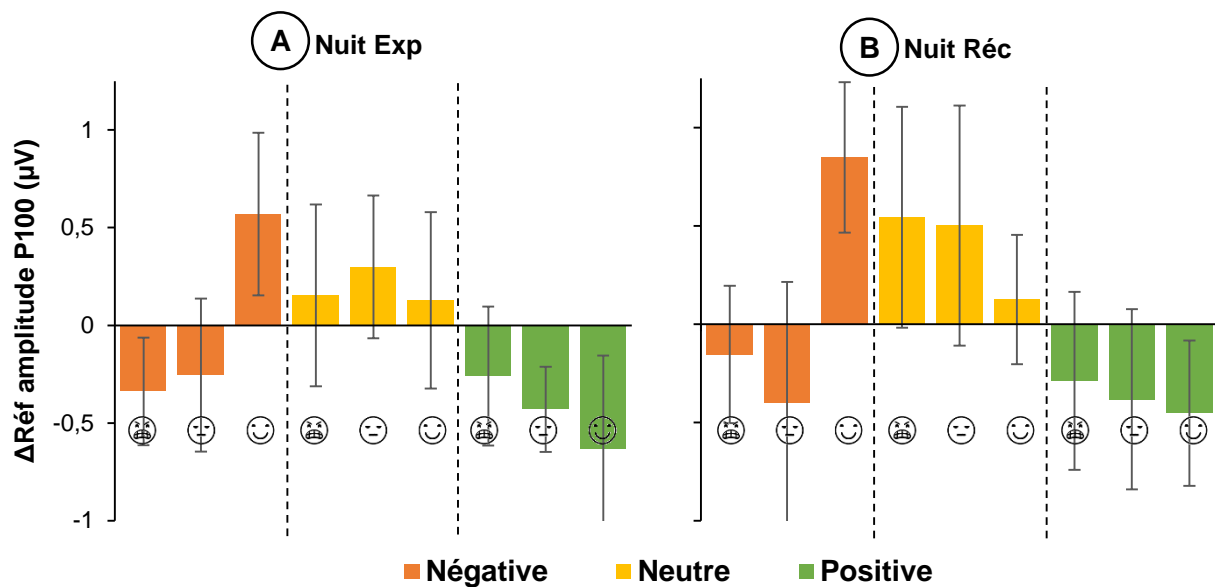 A Nuit Exp
B Nuit Réc
ΔRéf amplitude P100 (µV)
1
0,5
0
-0,5
-1
Négative
Neutre
Positive